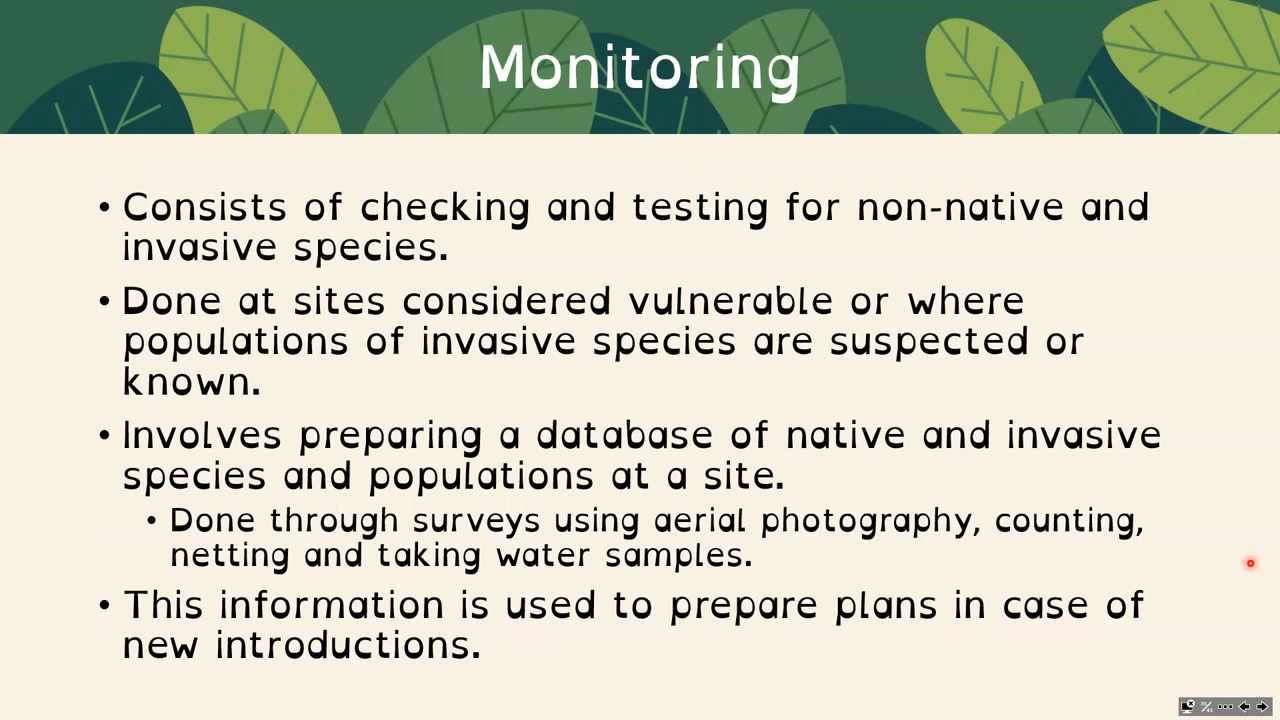 Monitoring
• Consists of checking and testing for non-native and
invasive species.
• Done at sites considered vulnerable or where
populations of invasive species are suspected or
known.
• Involves preparing a database of native and invasive
species and populations at a site.
• Done through surveys using aerial photography, counting,
netting and taking water samples.
• This information is used to prepare plans in case of
new introductions.